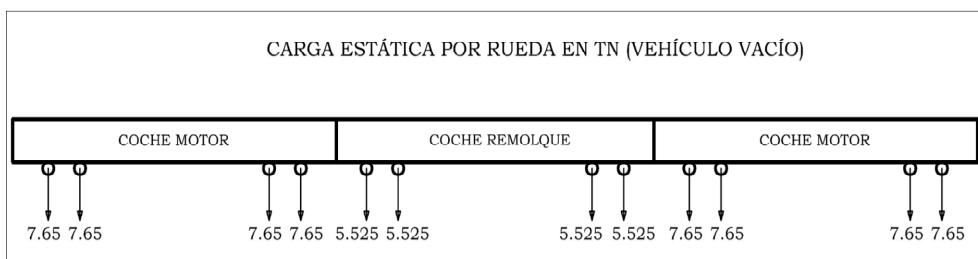 CARGA ESTÁTICA POR RUEDA EN TN (VEHÍCULO VACÍO)
COCHE MOTOR COCHE REMOLQUE COCHE MOTOR
7.65 7.65 7.65 7.65 5.525 5.525 5.525 5.525 7.65 7.65 7.65 7.65